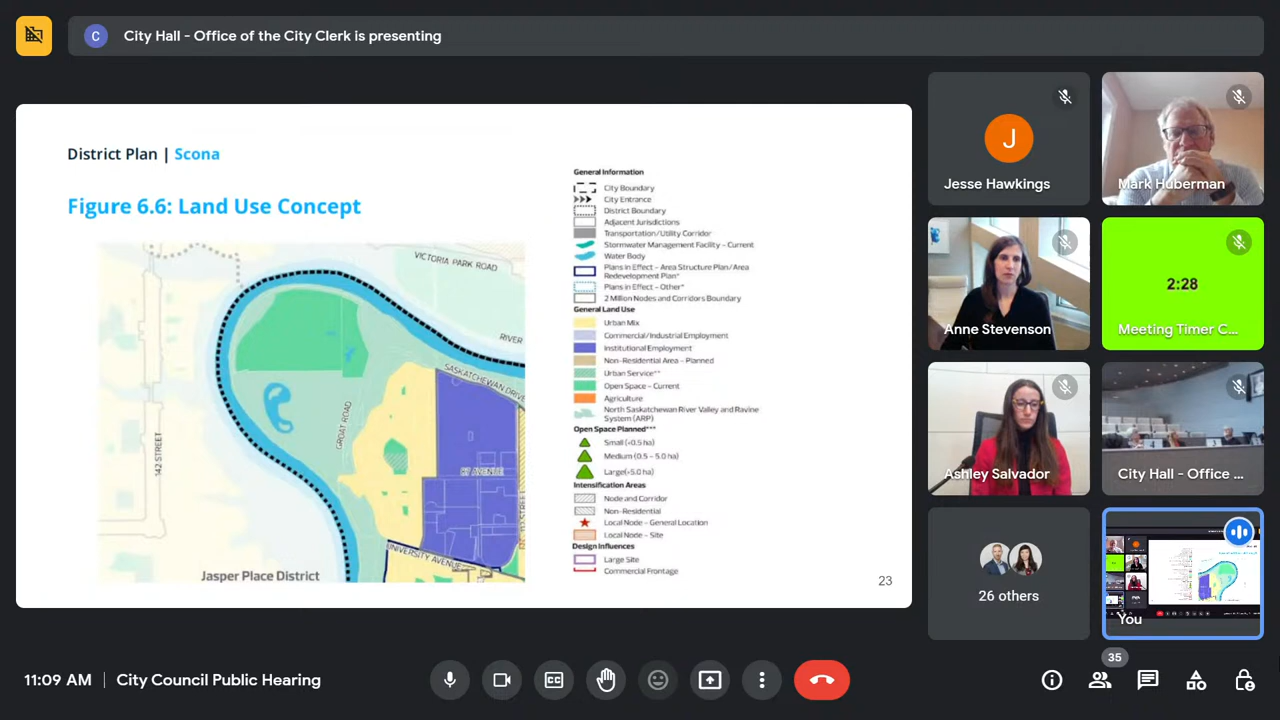 C
City Hall - Office of the City Clerk is presenting
District Plan | Scona
Figure 6.6: Land Use Concept
VICTORIA PARK ROAD
RIVER
SASKATCHEWAN DRIVE
GROAT ROAD
142 STREET
87 AVENUE
UNIVERSITY AVENUE
Jasper Place District
General Information
City Boundary
City Entrance
District Boundary
Adjacent Jurisdictions
Transportation/Utility Corridor
Stormwater Management Facility - Current
Water Body
Plans in Effect - Area Structure Plan/Area
Redevelopment Plan*
Plans in Effect - Other*
2 Million Nodes and Corridors Boundary
General Land Use
Urban Mix
Commercial/Industrial Employment
Institutional Employment
Non-Residential Area - Planned
Urban Service**
Open Space - Current
Agriculture
North Saskatchewan River Valley and Ravine
System (ARP)
Open Space Planned***
Small (<0.5 ha)
Medium (0.5 - 5.0 ha)
Large(>5.0 ha)
Intensification Areas
Node and Corridor
Non-Residential
Local Node - General Location
Local Node - Site
Design Influences
Large Site
Commercial Frontage
23
J
Jesse Hawkings
Mark Huberman
Anne Stevenson
2:28
Meeting Timer C...
Ashley Salvador
City Hall - Office ...
26 others
You
11:09 AM | City Council Public Hearing
35